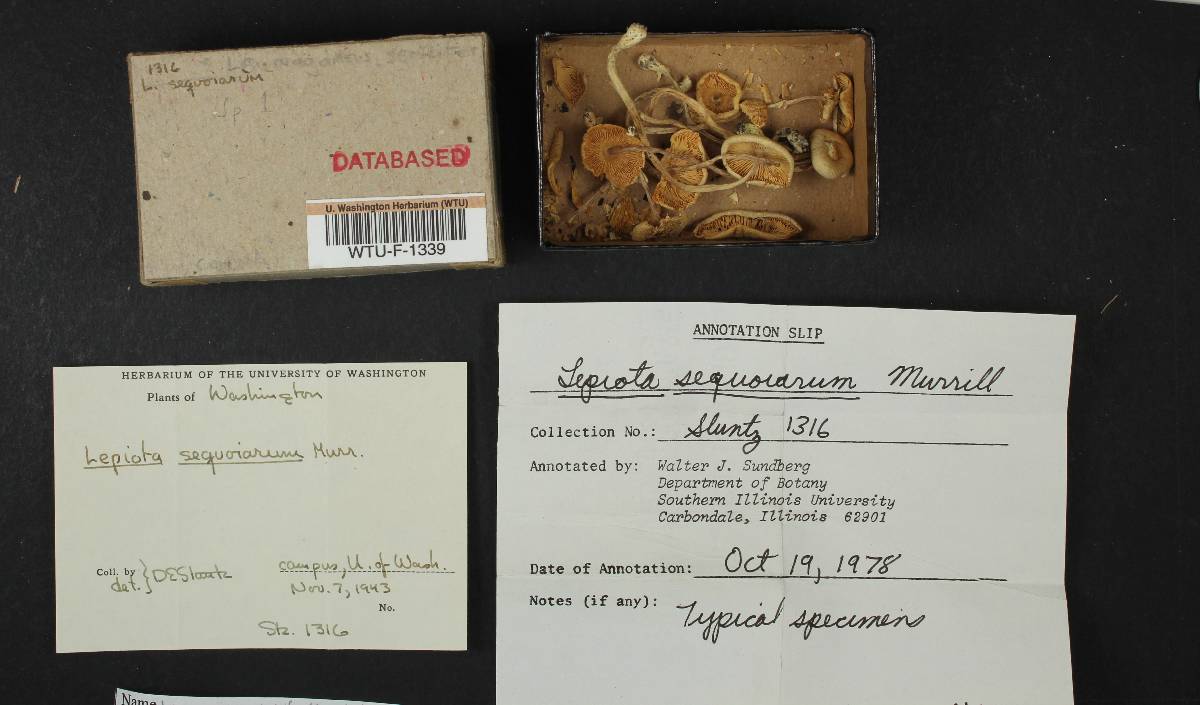 1316
L. sequoiarum
DATABASED
U. Washington Herbarium (WTU)
WTU-F-1339
HERBARIUM OF THE UNIVERSITY OF WASHINGTON
Plants of Washington
Lepiota sequoiarum Murr.
Coll. by
det. } DEStuntz
campus, U. of Wash.
Nov. 7, 1943
No.
Stz. 1316
ANNOTATION SLIP
Lepiota sequoiarum Murrill
Collection No.: Stuntz 1316
Annotated by: Walter J. Sundberg
Department of Botany
Southern Illinois University
Carbondale, Illinois 62901
Date of Annotation: Oct 19, 1978
Notes (if any): Typical specimens
Name